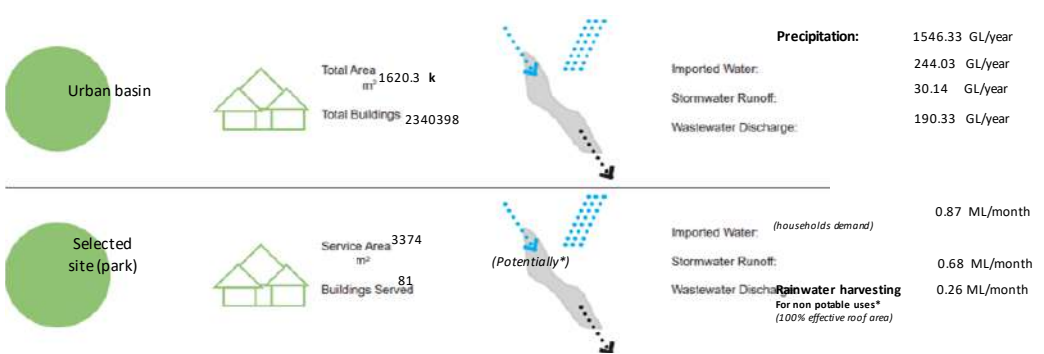 Precipitation: 1546.33 GL/year
Urban basin
Total Area 1620.3 k
m²
Total Buildings 2340398
Imported Water: 244.03 GL/year
Stormwater Runoff: 30.14 GL/year
Wastewater Discharge: 190.33 GL/year
Selected
site (park)
Service Area 3374
m²
Buildings Served 81
(Potentially*)
Imported Water: (households demand) 0.87 ML/month
Stormwater Runoff: 0.68 ML/month
Wastewater Discharge: Rainwater harvesting 0.26 ML/month
For non potable uses*
(100% effective roof area)